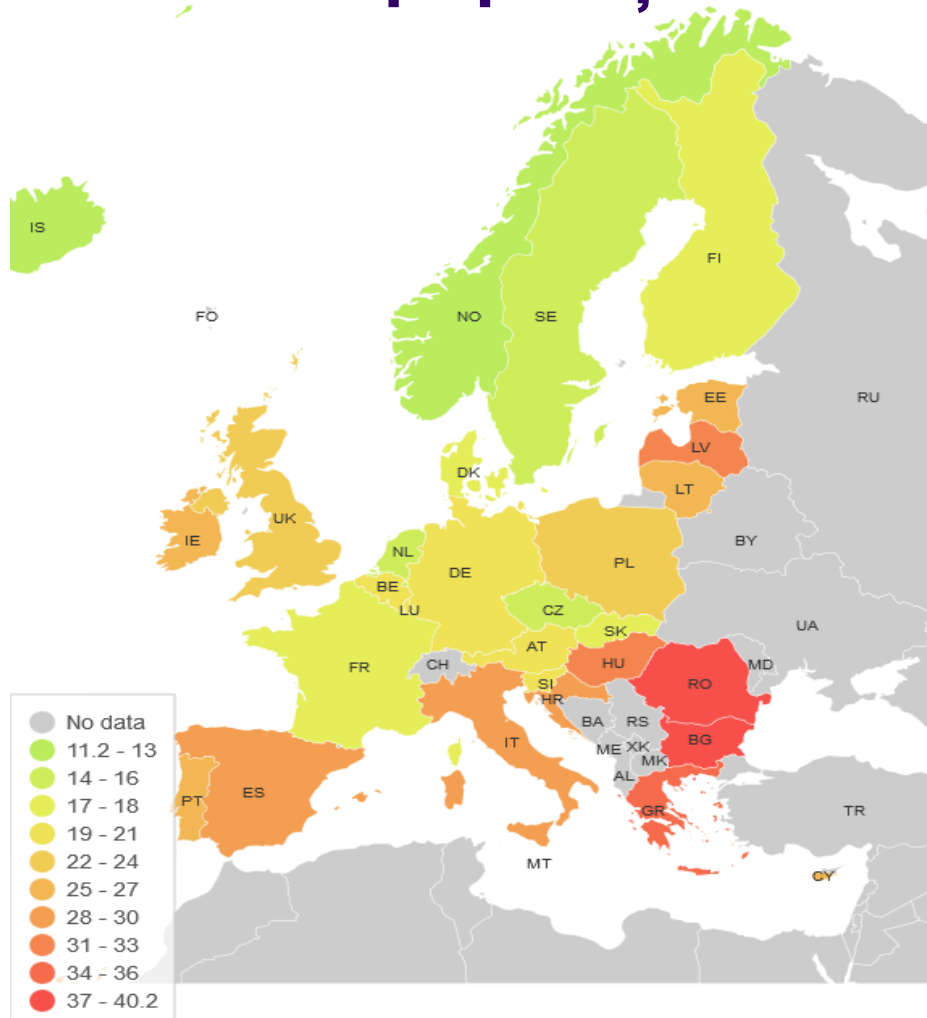 IS
FI
FO
NO
SE
EE
RU
LV
DK
LT
UK
IE
BY
NL
PL
DE
BE
LU
CZ
UA
SK
AT
FR
CH
HU
MD
RO
SI
HR
BA
RS
BG
IT
ME
XK
MK
AL
ES
PT
GR
TR
MT
CY
No data
11.2 - 13
14 - 16
17 - 18
19 - 21
22 - 24
25 - 27
28 - 30
31 - 33
34 - 36
37 - 40.2